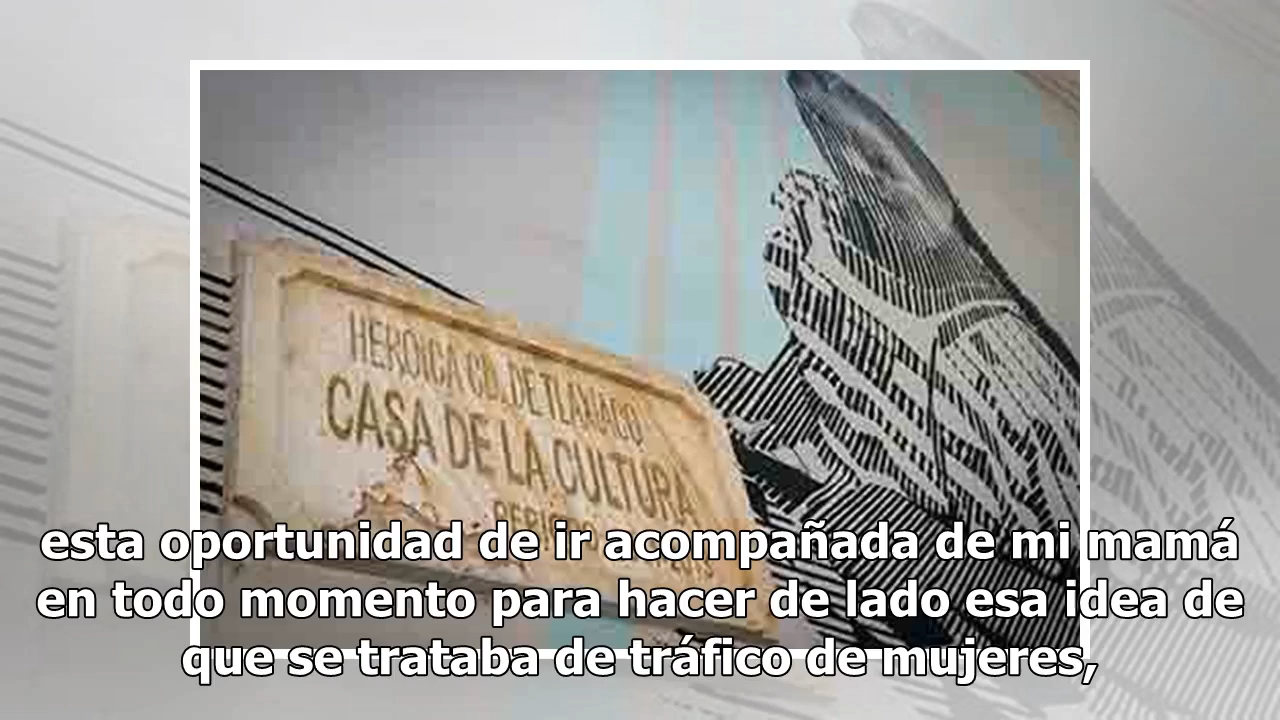 HEROICA CD. DE TLAXIACO
CASA DE LA CULTURA
esta oportunidad de ir acompañada de mi mamá
en todo momento para hacer de lado esa idea de
que se trataba de tráfico de mujeres,